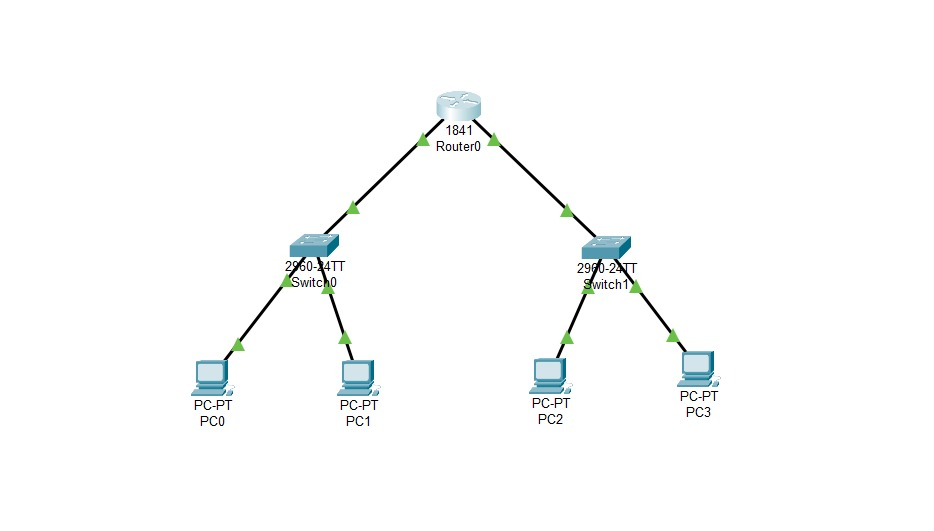 1841
Router0
2960-24TT
Switch0
2960-24TT
Switch1
PC-PT
PC0
PC-PT
PC1
PC-PT
PC2
PC-PT
PC3